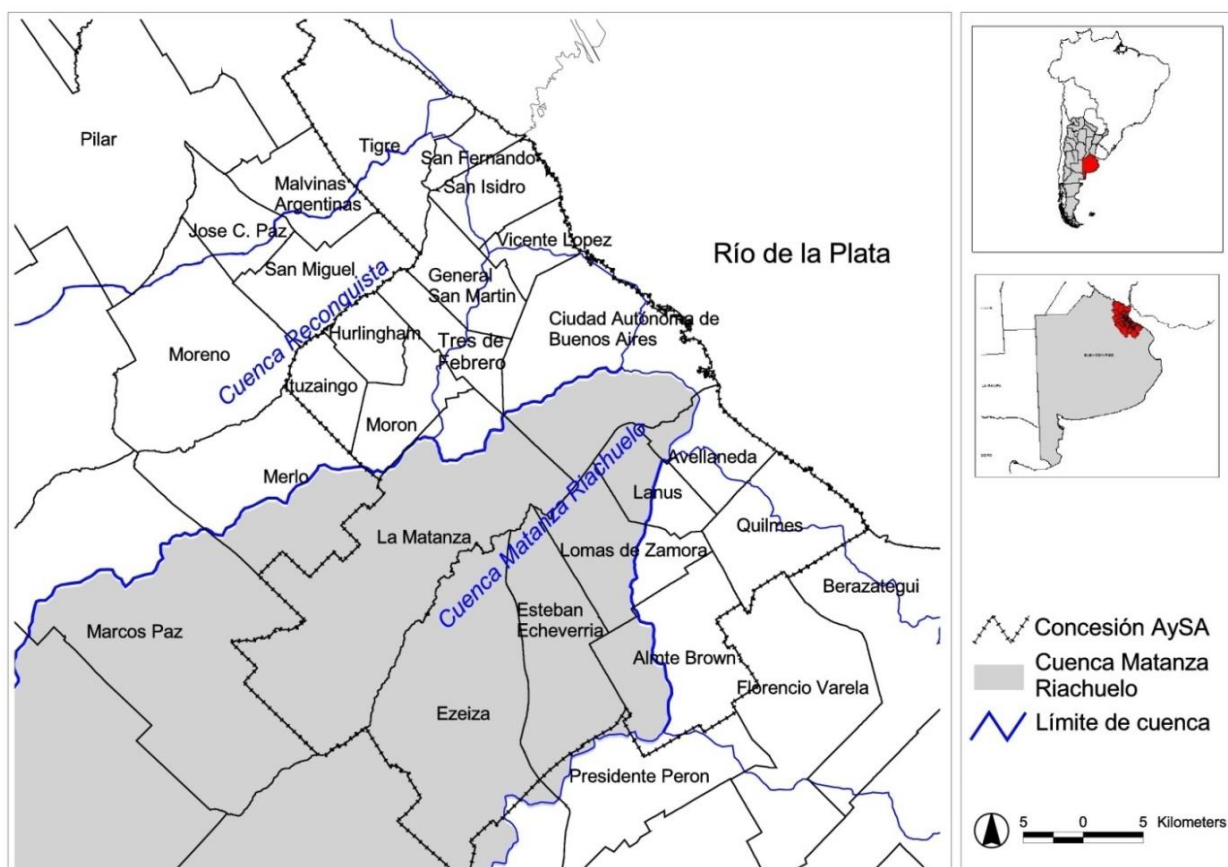 Pilar
Tigre
San Fernando
San Isidro
Malvinas
Argentinas
Jose C. Paz
Vicente Lopez
Río de la Plata
San Miguel
General
San Martin
Cuenca Reconquista
Hurlingham
Ciudad Autónoma de
Buenos Aires
Moreno
Tres de
Febrero
Ituzaingo
Moron
Merlo
Avellaneda
Lanus
Quilmes
La Matanza
Cuenca Matanza Riachuelo
Lomas de Zamora
Berazategui
Marcos Paz
Esteban
Echeverria
Almte Brown
Florencio Varela
Ezeiza
Presidente Peron
Concesión AySA
Cuenca Matanza
Riachuelo
Límite de cuenca
5 0 5 Kilometers